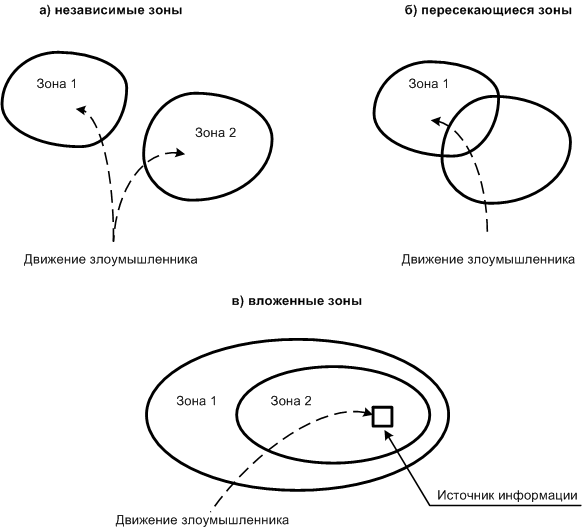 а) независимые зоны
Зона 1
Зона 2
Движение злоумышленника
б) пересекающиеся зоны
Зона 1
Движение злоумышленника
в) вложенные зоны
Зона 1
Зона 2
Источник информации
Движение злоумышленника